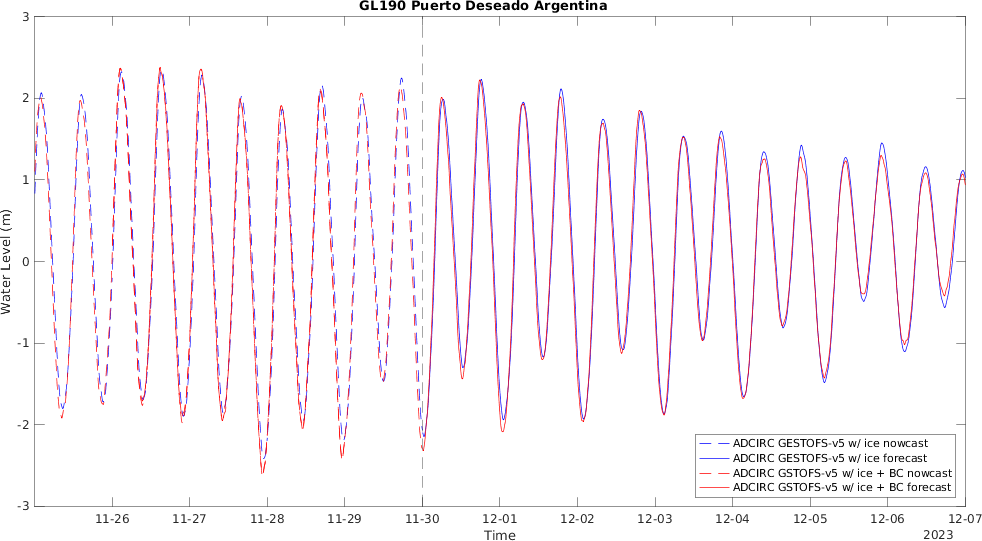 GL190 Puerto Deseado Argentina
3
2
1
0
-1
-2
-3
Water Level (m)
ADCIRC GESTOFS-v5 w/ ice nowcast
ADCIRC GESTOFS-v5 w/ ice forecast
ADCIRC GSTOFS-v5 w/ ice + BC nowcast
ADCIRC GSTOFS-v5 w/ ice + BC forecast
11-26 11-27 11-28 11-29 11-30 12-01 12-02 12-03 12-04 12-05 12-06 12-07
Time
2023